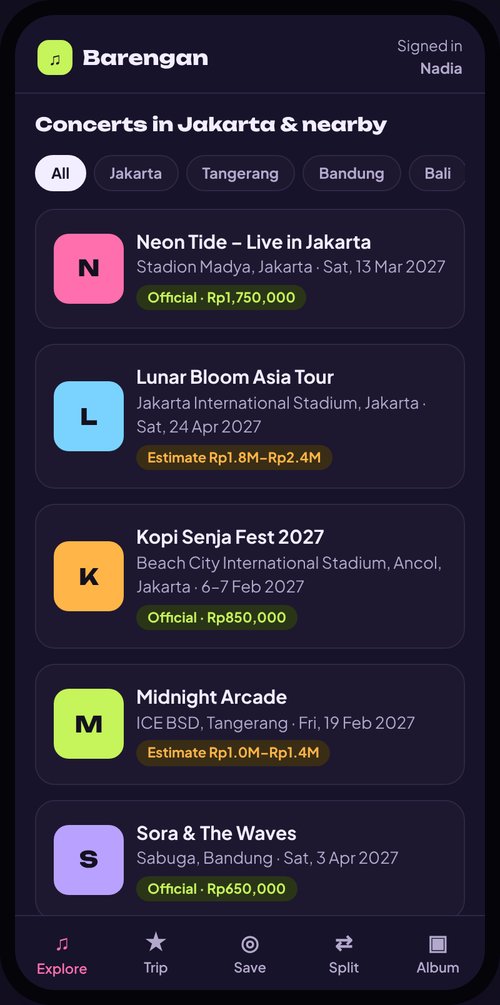 ♫ Barengan
Signed in
Nadia
Concerts in Jakarta & nearby
All
Jakarta
Tangerang
Bandung
Bali
N
Neon Tide – Live in Jakarta
Stadion Madya, Jakarta · Sat, 13 Mar 2027
Official · Rp1,750,000
L
Lunar Bloom Asia Tour
Jakarta International Stadium, Jakarta ·
Sat, 24 Apr 2027
Estimate Rp1.8M–Rp2.4M
K
Kopi Senja Fest 2027
Beach City International Stadium, Ancol,
Jakarta · 6–7 Feb 2027
Official · Rp850,000
M
Midnight Arcade
ICE BSD, Tangerang · Fri, 19 Feb 2027
Estimate Rp1.0M–Rp1.4M
S
Sora & The Waves
Sabuga, Bandung · Sat, 3 Apr 2027
Official · Rp650,000
♫ Explore
★ Trip
◎ Save
⇄ Split
▣ Album